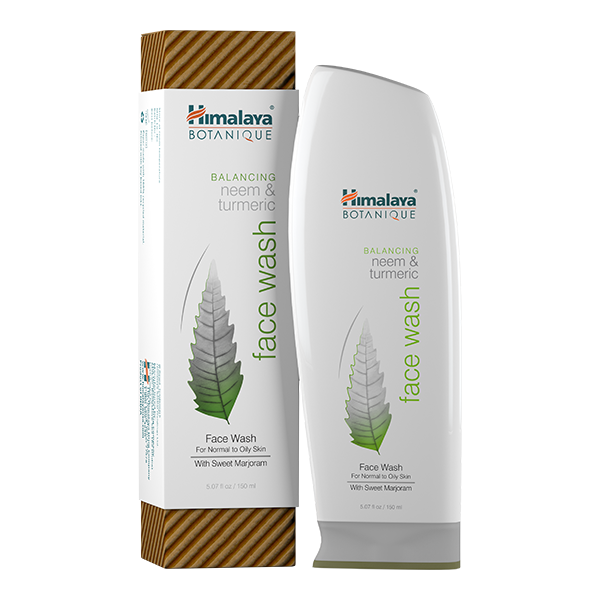 Himalaya®
BOTANIQUE
BALANCING
neem &
turmeric
face wash
Face Wash
For Normal to Oily Skin
With Sweet Marjoram
5.07 fl oz / 150 ml
Himalaya®
BOTANIQUE
BALANCING
neem &
turmeric
face wash
Face Wash
For Normal to Oily Skin
With Sweet Marjoram
5.07 fl oz / 150 ml